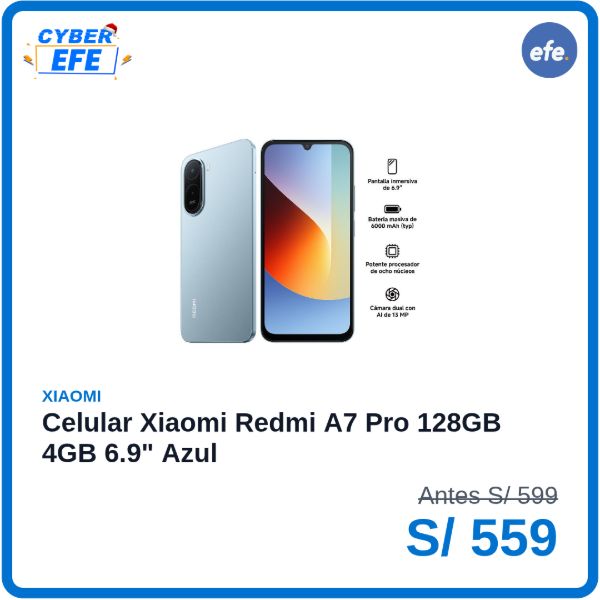 CYBER
EFE
efe.
Pantalla inmersiva
de 6.9"
Batería masiva de
6000 mAh (typ)
Potente procesador
de ocho núcleos
Cámara dual con
AI de 13 MP
REDMI
XIAOMI
Celular Xiaomi Redmi A7 Pro 128GB
4GB 6.9" Azul
Antes S/ 599
S/ 559